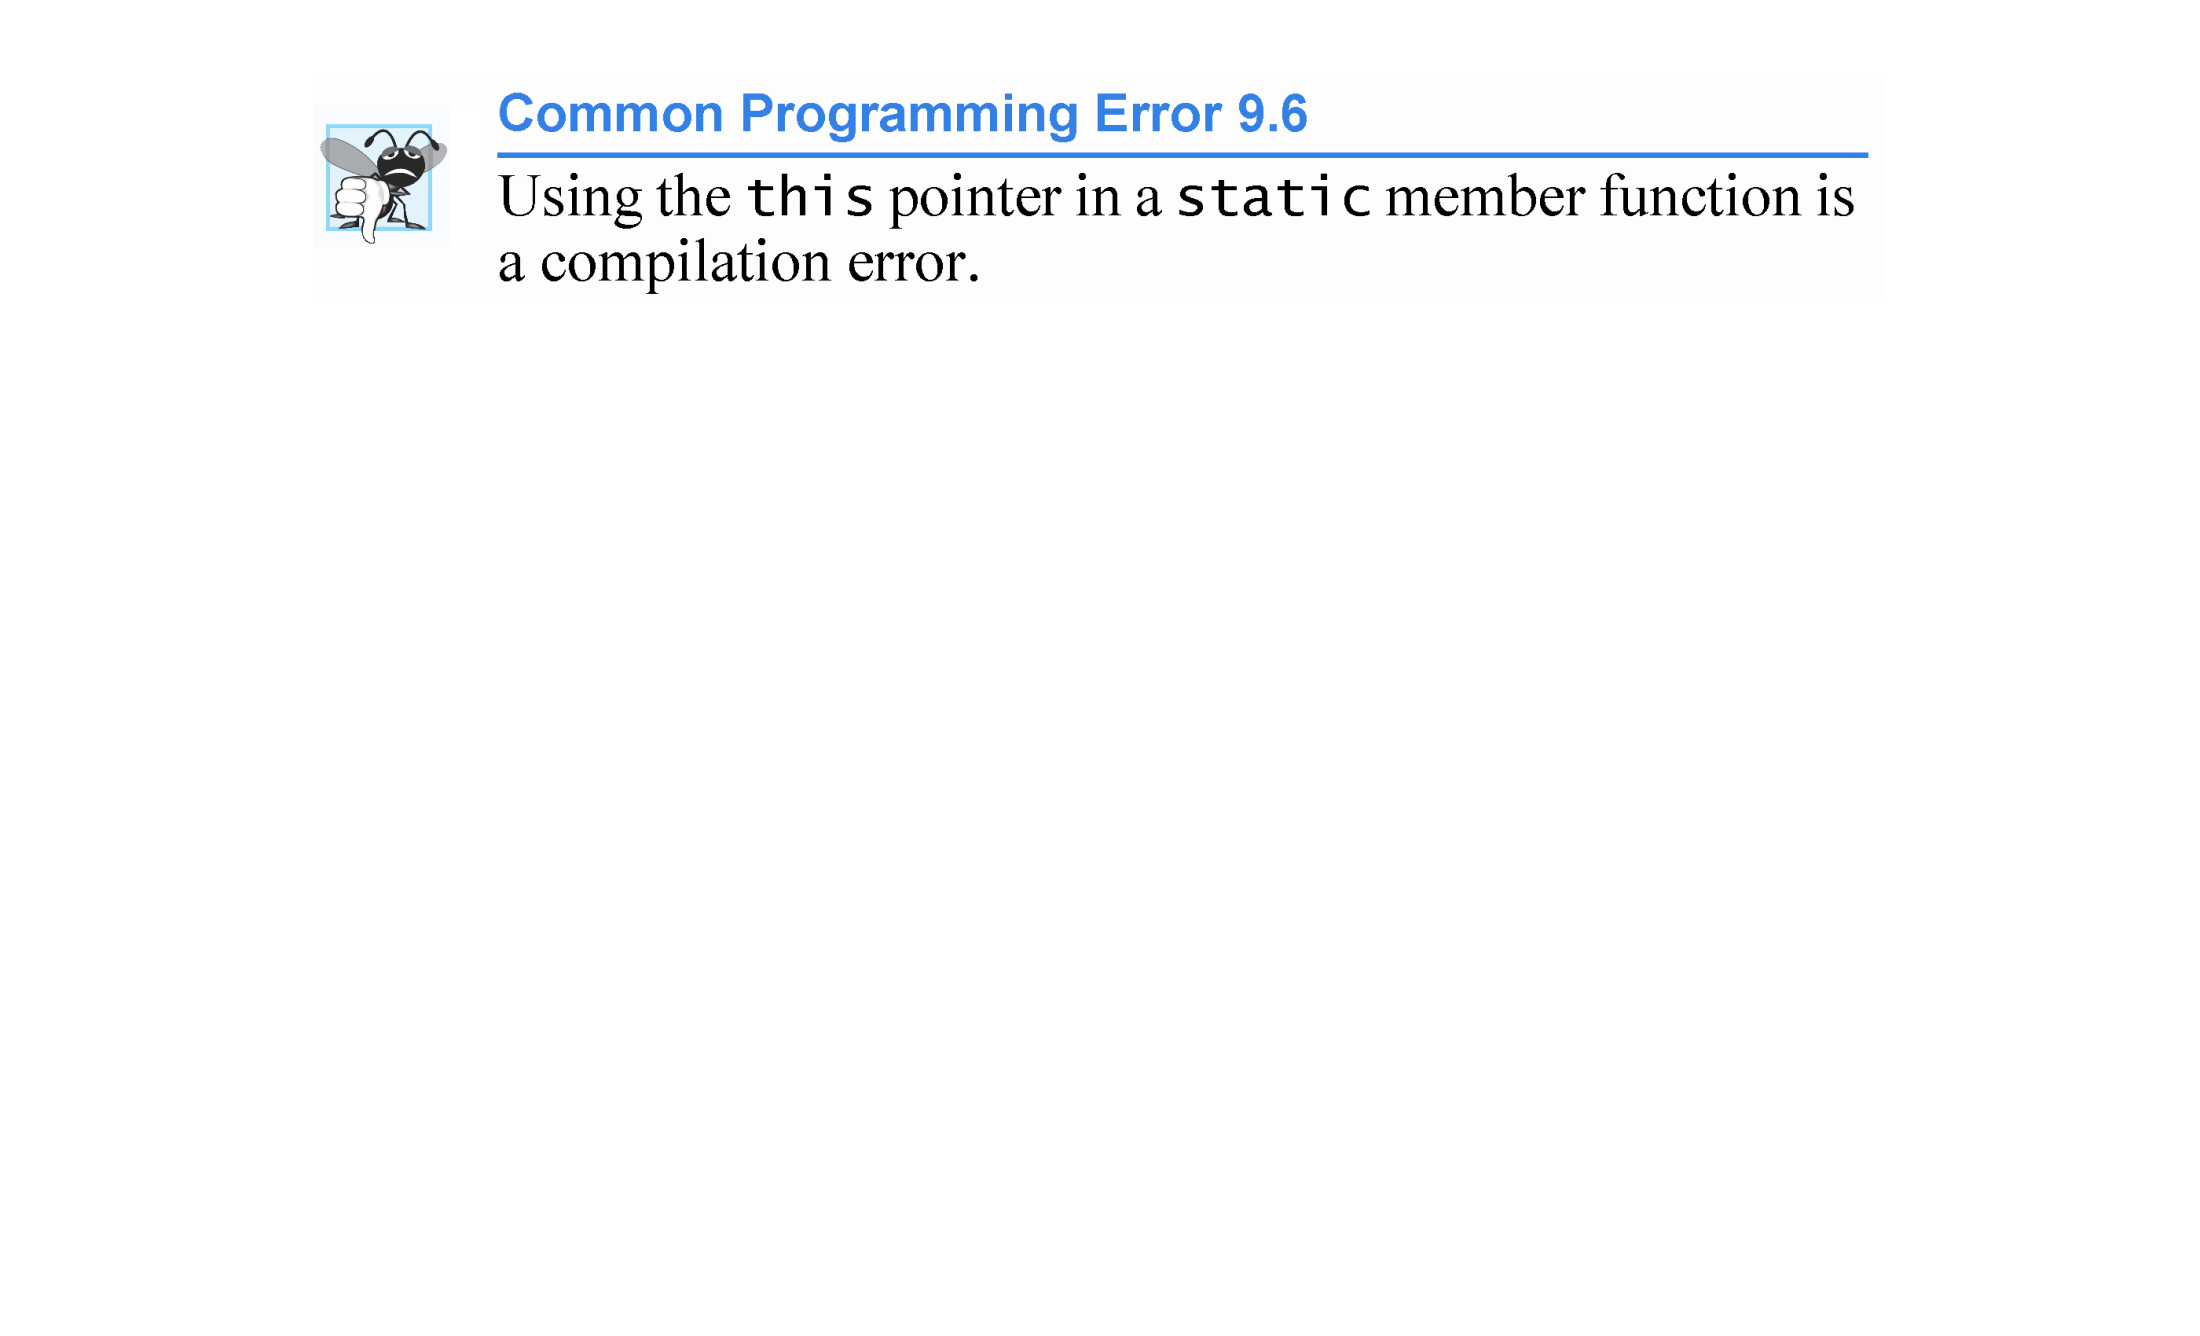 Common Programming Error 9.6
Using the this pointer in a static member function is
a compilation error.